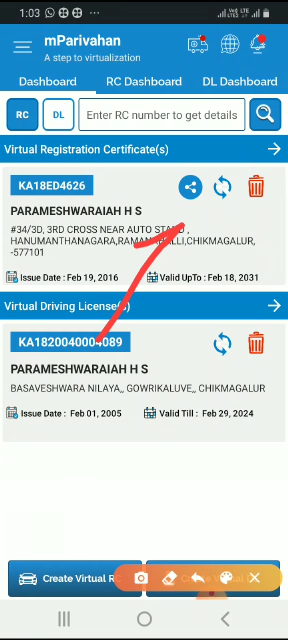 1:03
mParivahan
A step to virtualization
Dashboard RC Dashboard DL Dashboard
RC DL Enter RC number to get details
Virtual Registration Certificate(s)
KA18ED4626
PARAMESHWARAIAH H S
#34/3D, 3RD CROSS NEAR AUTO STAND ,
HANUMANTHANAGARA,RAMANAHALLI,CHIKMAGALUR,
-577101
Issue Date : Feb 19, 2016 Valid UpTo : Feb 18, 2031
Virtual Driving License(s)
KA1820040004089
PARAMESHWARAIAH H S
BASAVESHWARA NILAYA,, GOWRIKALUVE,, CHIKMAGALUR
Issue Date : Feb 01, 2005 Valid Till : Feb 29, 2024
Create Virtual RC